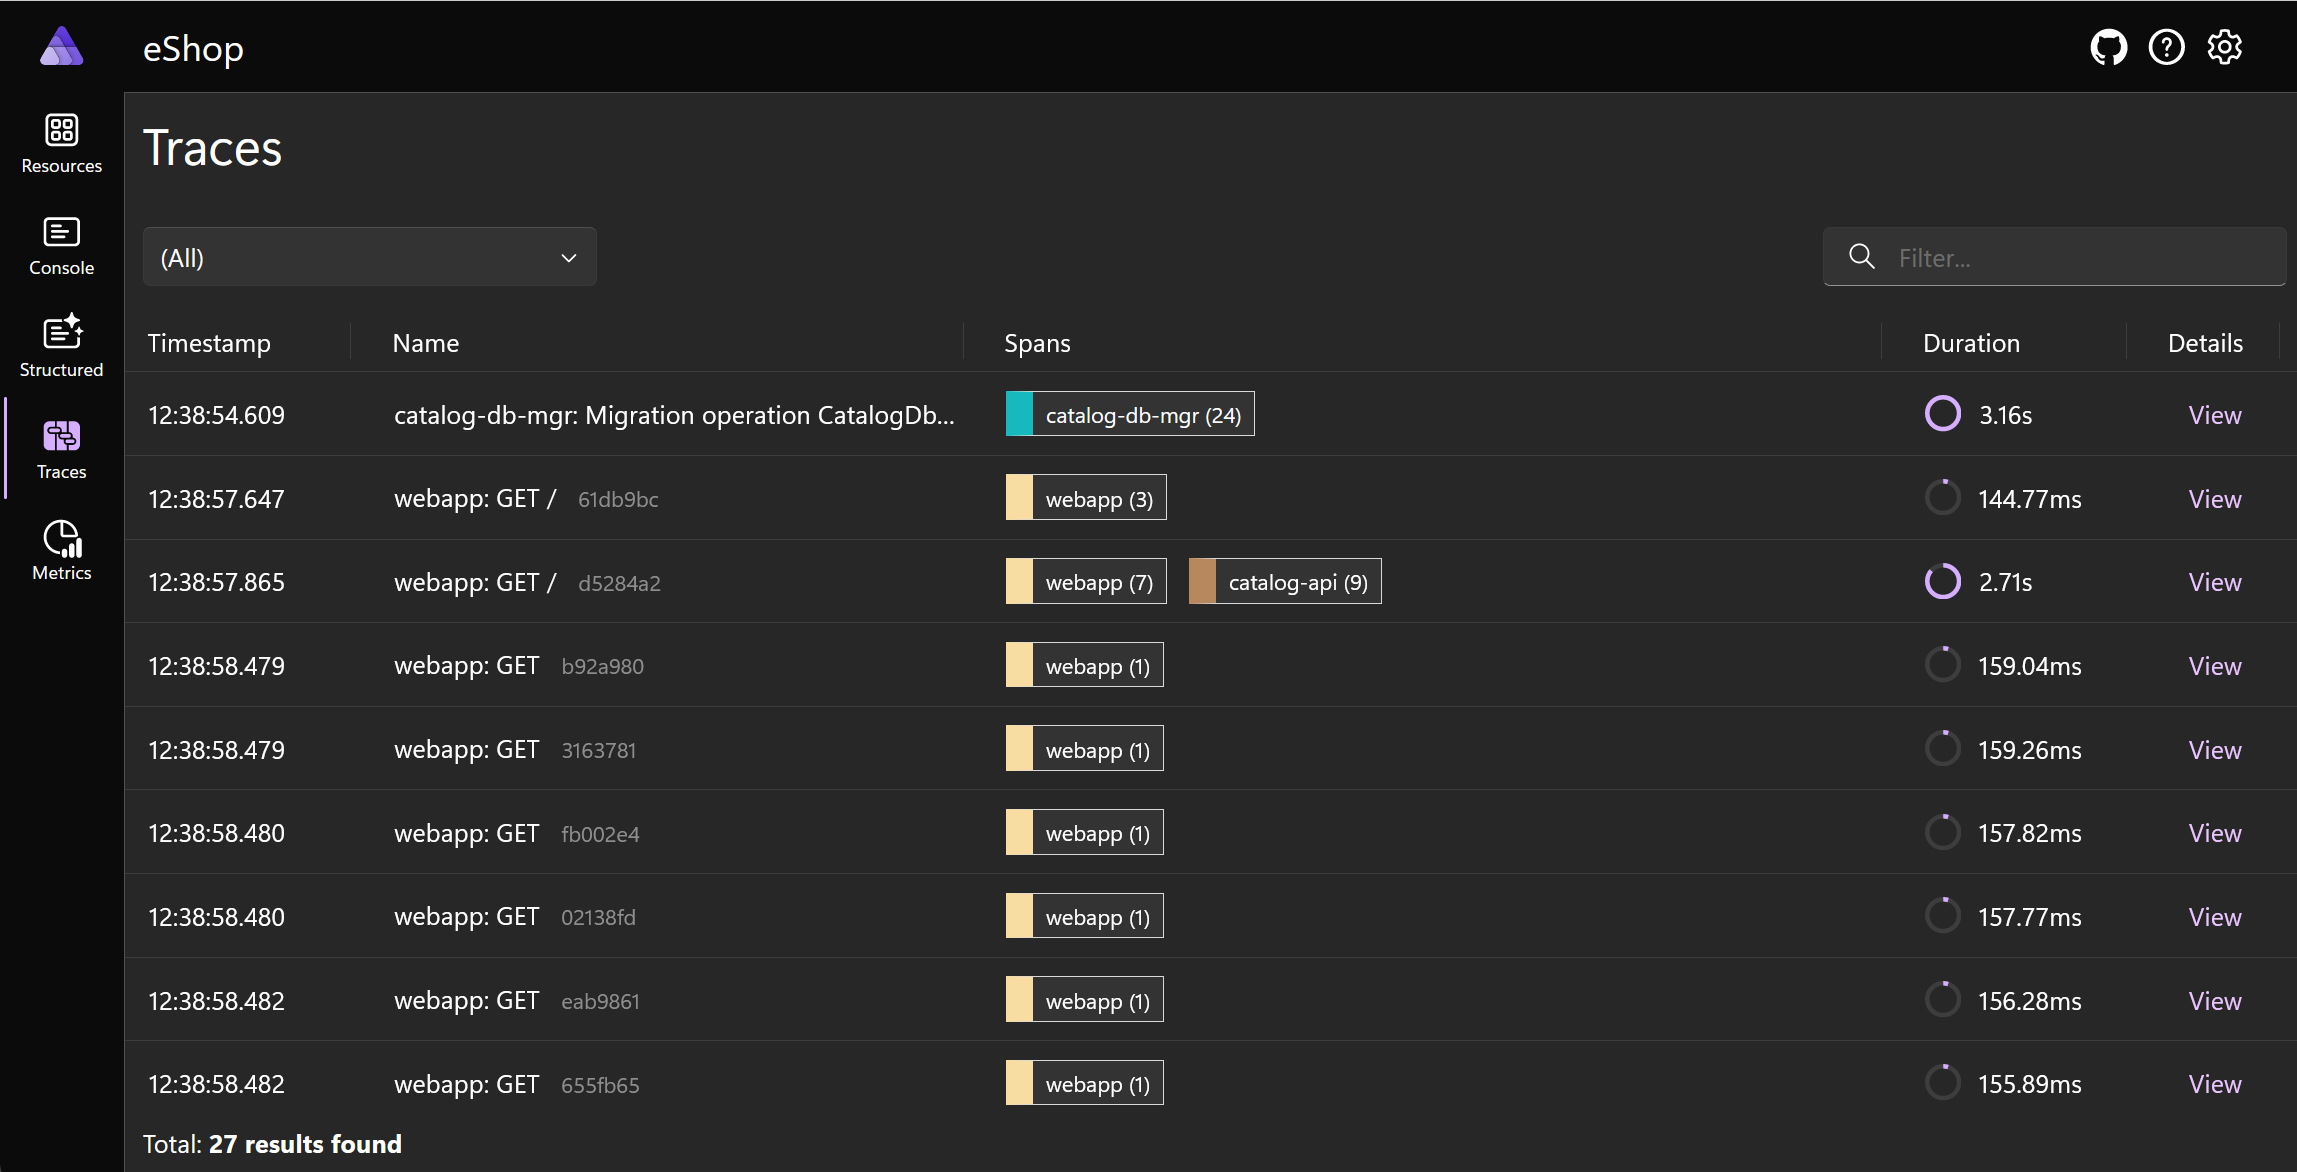 eShop
Resources
Console
Structured
Traces
Metrics
Traces
(All)
Filter...
Timestamp Name Spans Duration Details
12:38:54.609 catalog-db-mgr: Migration operation CatalogDb... catalog-db-mgr (24) 3.16s View
12:38:57.647 webapp: GET / 61db9bc webapp (3) 144.77ms View
12:38:57.865 webapp: GET / d5284a2 webapp (7) catalog-api (9) 2.71s View
12:38:58.479 webapp: GET b92a980 webapp (1) 159.04ms View
12:38:58.479 webapp: GET 3163781 webapp (1) 159.26ms View
12:38:58.480 webapp: GET fb002e4 webapp (1) 157.82ms View
12:38:58.480 webapp: GET 02138fd webapp (1) 157.77ms View
12:38:58.482 webapp: GET eab9861 webapp (1) 156.28ms View
12:38:58.482 webapp: GET 655fb65 webapp (1) 155.89ms View
Total: 27 results found